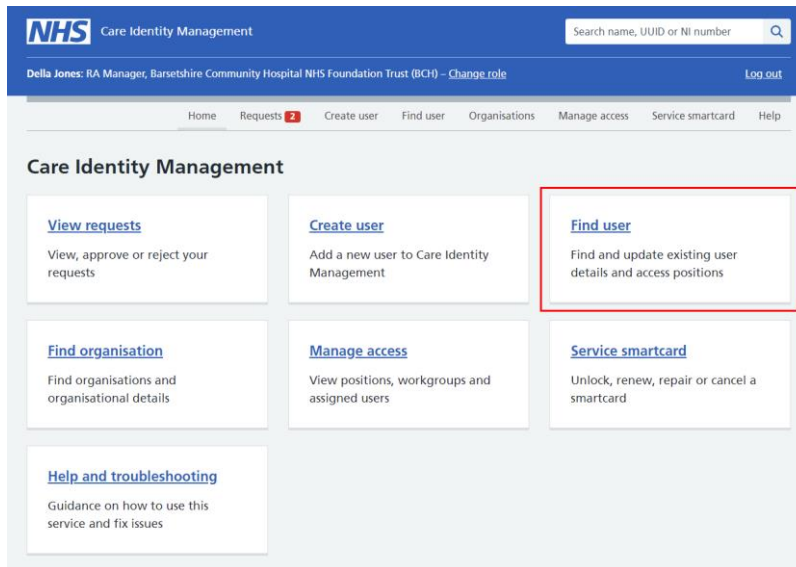 NHS Care Identity Management
Search name, UUID or NI number
Della Jones: RA Manager, Barsetshire Community Hospital NHS Foundation Trust (BCH) – Change role
Log out
Home Requests 2 Create user Find user Organisations Manage access Service smartcard Help
Care Identity Management
View requests
View, approve or reject your
requests
Create user
Add a new user to Care Identity
Management
Find user
Find and update existing user
details and access positions
Find organisation
Find organisations and
organisational details
Manage access
View positions, workgroups and
assigned users
Service smartcard
Unlock, renew, repair or cancel a
smartcard
Help and troubleshooting
Guidance on how to use this
service and fix issues